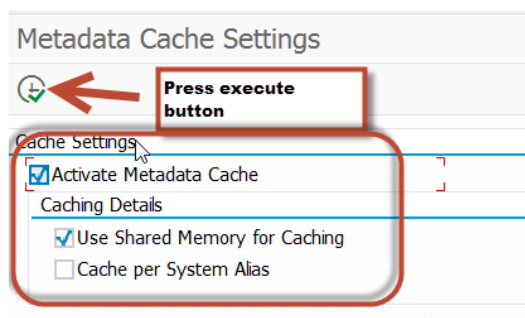 Metadata Cache Settings
Press execute
button
Cache Settings
Activate Metadata Cache
Caching Details
Use Shared Memory for Caching
Cache per System Alias